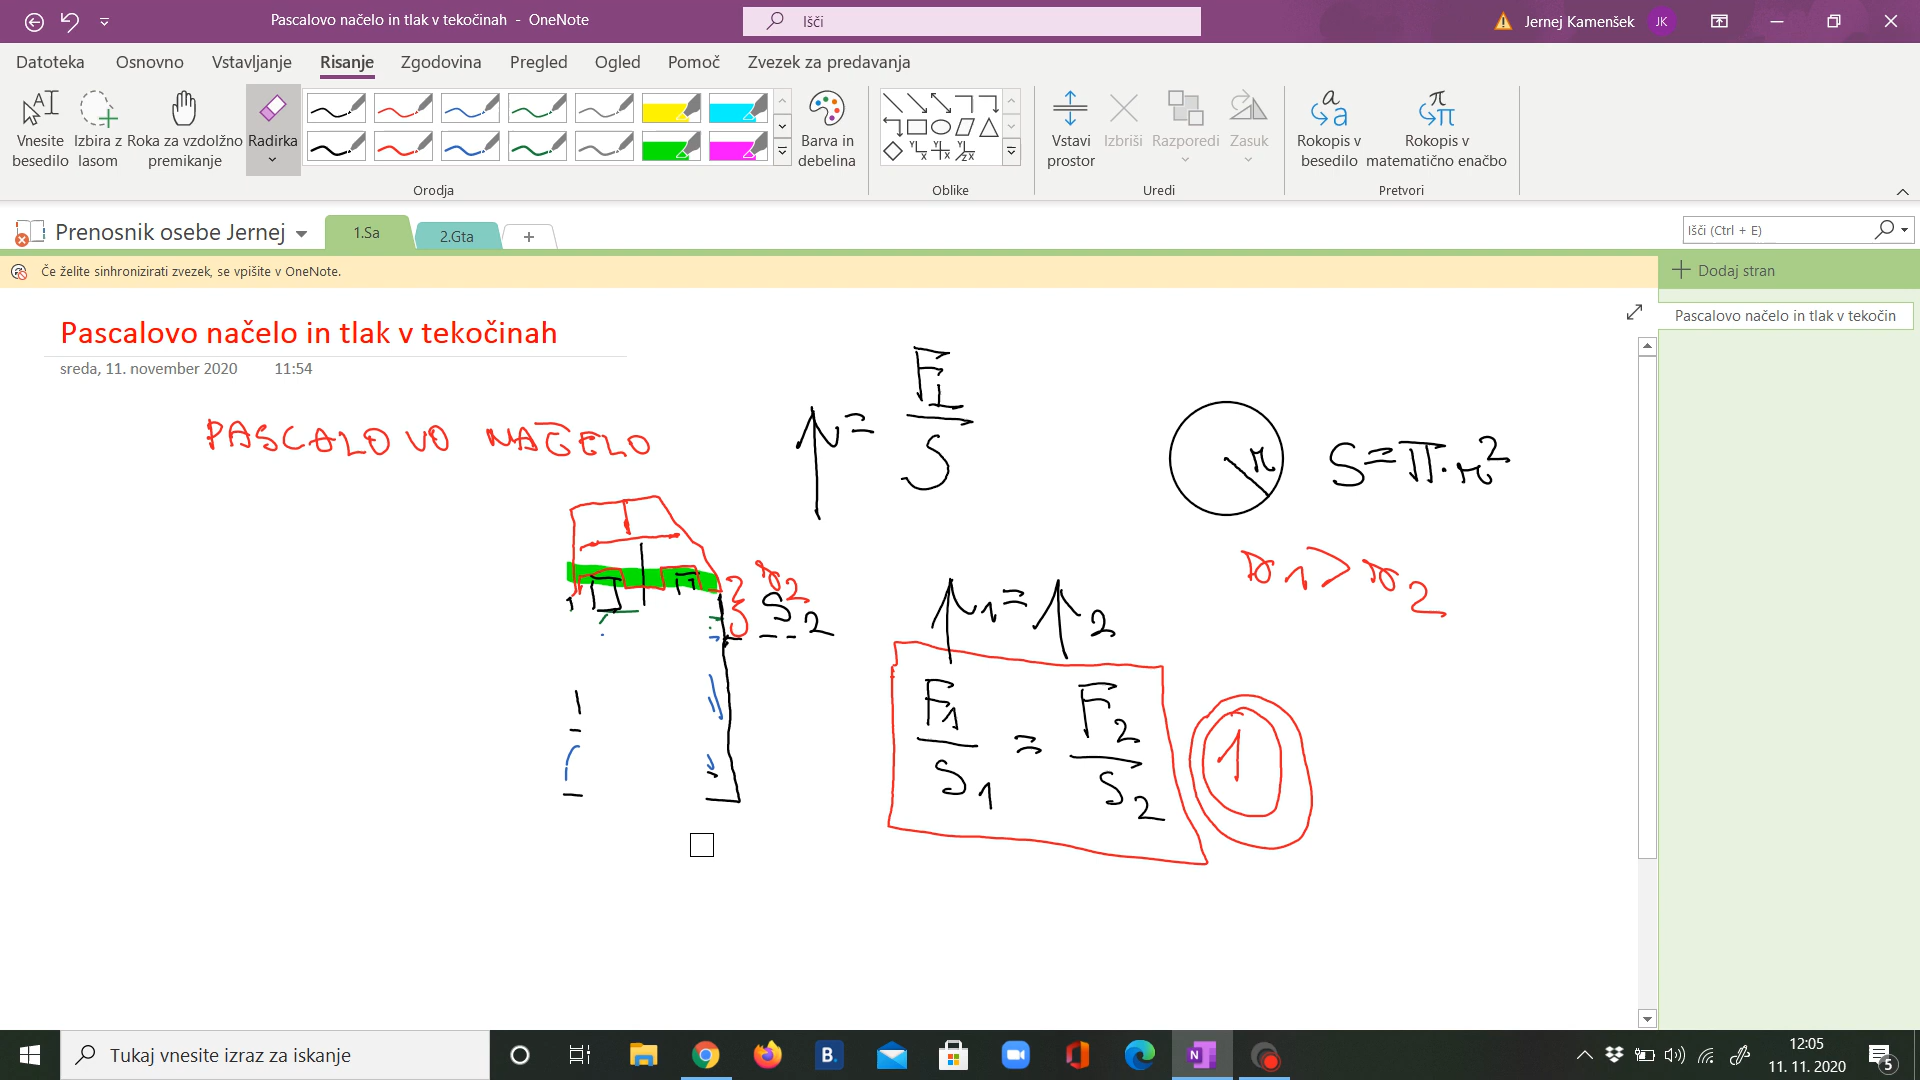 Pascalovo načelo in tlak v tekočinah - OneNote
Išči
Jernej Kamenšek
JK
Datoteka Osnovno Vstavljanje Risanje Zgodovina Pregled Ogled Pomoč Zvezek za predavanja
Vnesite besedilo
Izbira z lasom
Roka za vzdolžno premikanje
Radirka
Barva in debelina
Vstavi prostor
Izbriši
Razporedi
Zasuk
Rokopis v besedilo
Rokopis v matematično enačbo
Orodja
Oblike
Uredi
Pretvori
Prenosnik osebe Jernej
1.Sa
2.Gta
Išči (Ctrl + E)
Če želite sinhronizirati zvezek, se vpišite v OneNote.
Dodaj stran
Pascalovo načelo in tlak v tekočin
Pascalovo načelo in tlak v tekočinah
sreda, 11. november 2020 11:54
PASCALOVO NAČELO
p = F⊥ / S
r
S = π·r²
r2
S2
r1 > r2
p1 = p2
F1 / S1 = F2 / S2
1
Tukaj vnesite izraz za iskanje
B.
12:05
11. 11. 2020
5